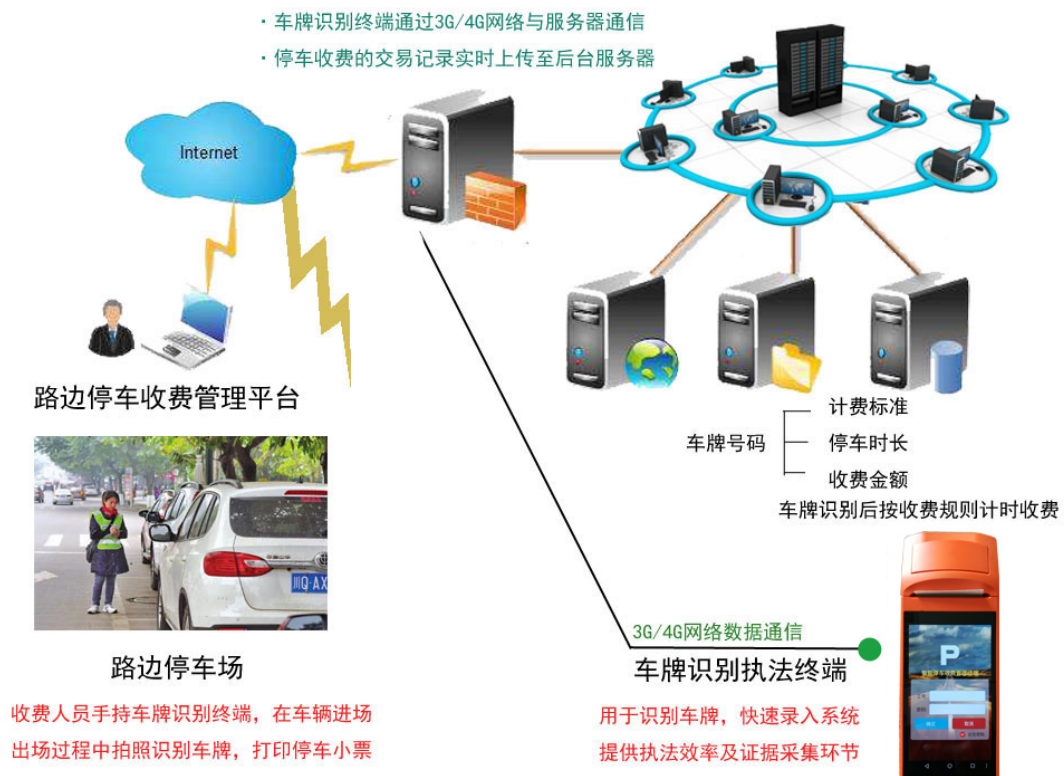 · 车牌识别终端通过3G/4G网络与服务器通信
· 停车收费的交易记录实时上传至后台服务器
Internet
路边停车收费管理平台
车牌号码
计费标准
停车时长
收费金额
车牌识别后按收费规则计时收费
川Q·AX
路边停车场
收费人员手持车牌识别终端，在车辆进场
出场过程中拍照识别车牌，打印停车小票
3G/4G网络数据通信
车牌识别执法终端
用于识别车牌，快速录入系统
提供执法效率及证据采集环节
P